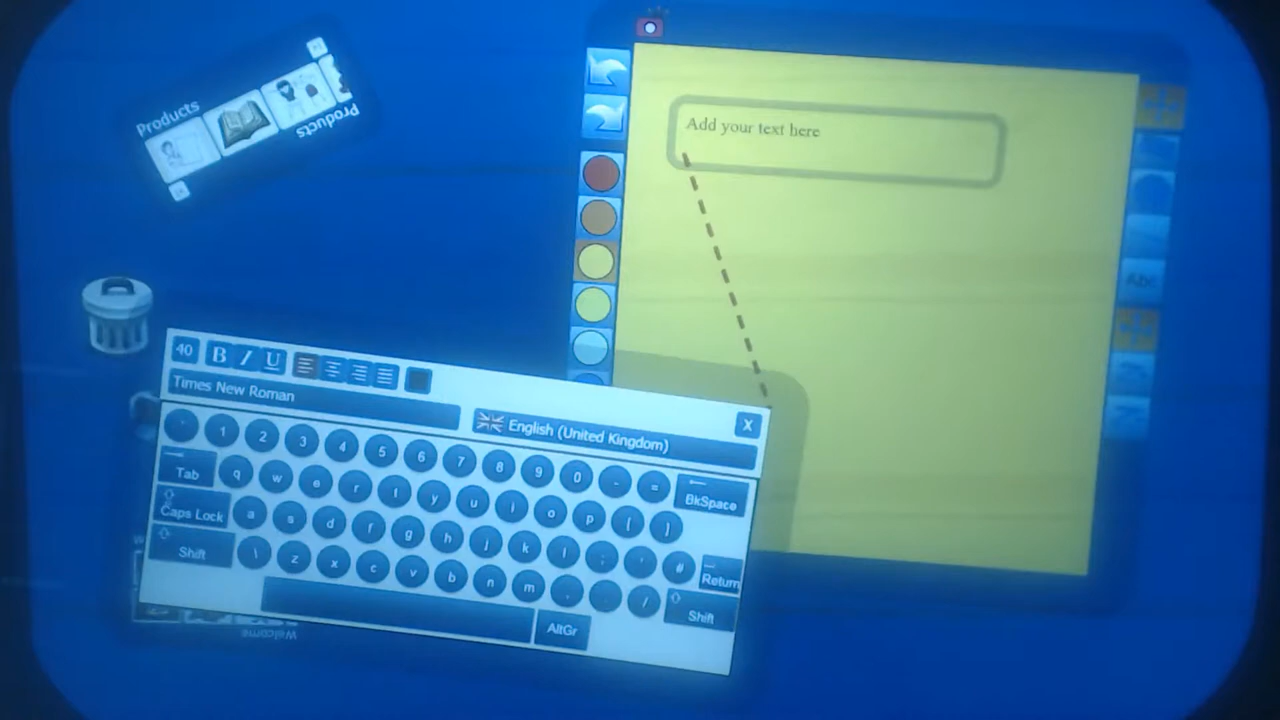 Products
Products
Add your text here
Abc
40 B I U
Times New Roman
English (United Kingdom)
X
1 2 3 4 5 6 7 8 9 0 - =
BkSpace
Tab
q w e r t y u i o p [ ]
Caps Lock
a s d f g h j k l ; ' #
Return
Shift
\ z x c v b n m , . /
Shift
AltGr
Welcome